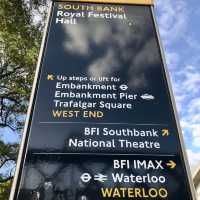 SOUTH BANK
Royal Festival
Hall
Up steps or lift for
Embankment
Embankment Pier
Trafalgar Square
WEST END
BFI Southbank
National Theatre
BFI IMAX
Waterloo
WATERLOO